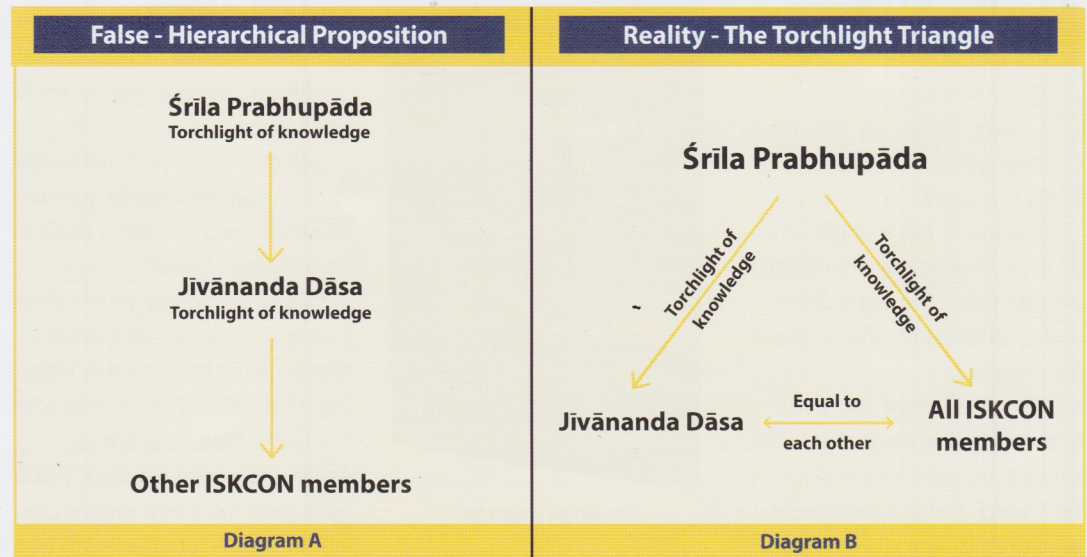 False - Hierarchical Proposition
Śrīla Prabhupāda
Torchlight of knowledge
Jīvānanda Dāsa
Torchlight of knowledge
Other ISKCON members
Diagram A
Reality - The Torchlight Triangle
Śrīla Prabhupāda
Torchlight of
knowledge
Torchlight of
knowledge
Jīvānanda Dāsa
Equal to
each other
All ISKCON
members
Diagram B